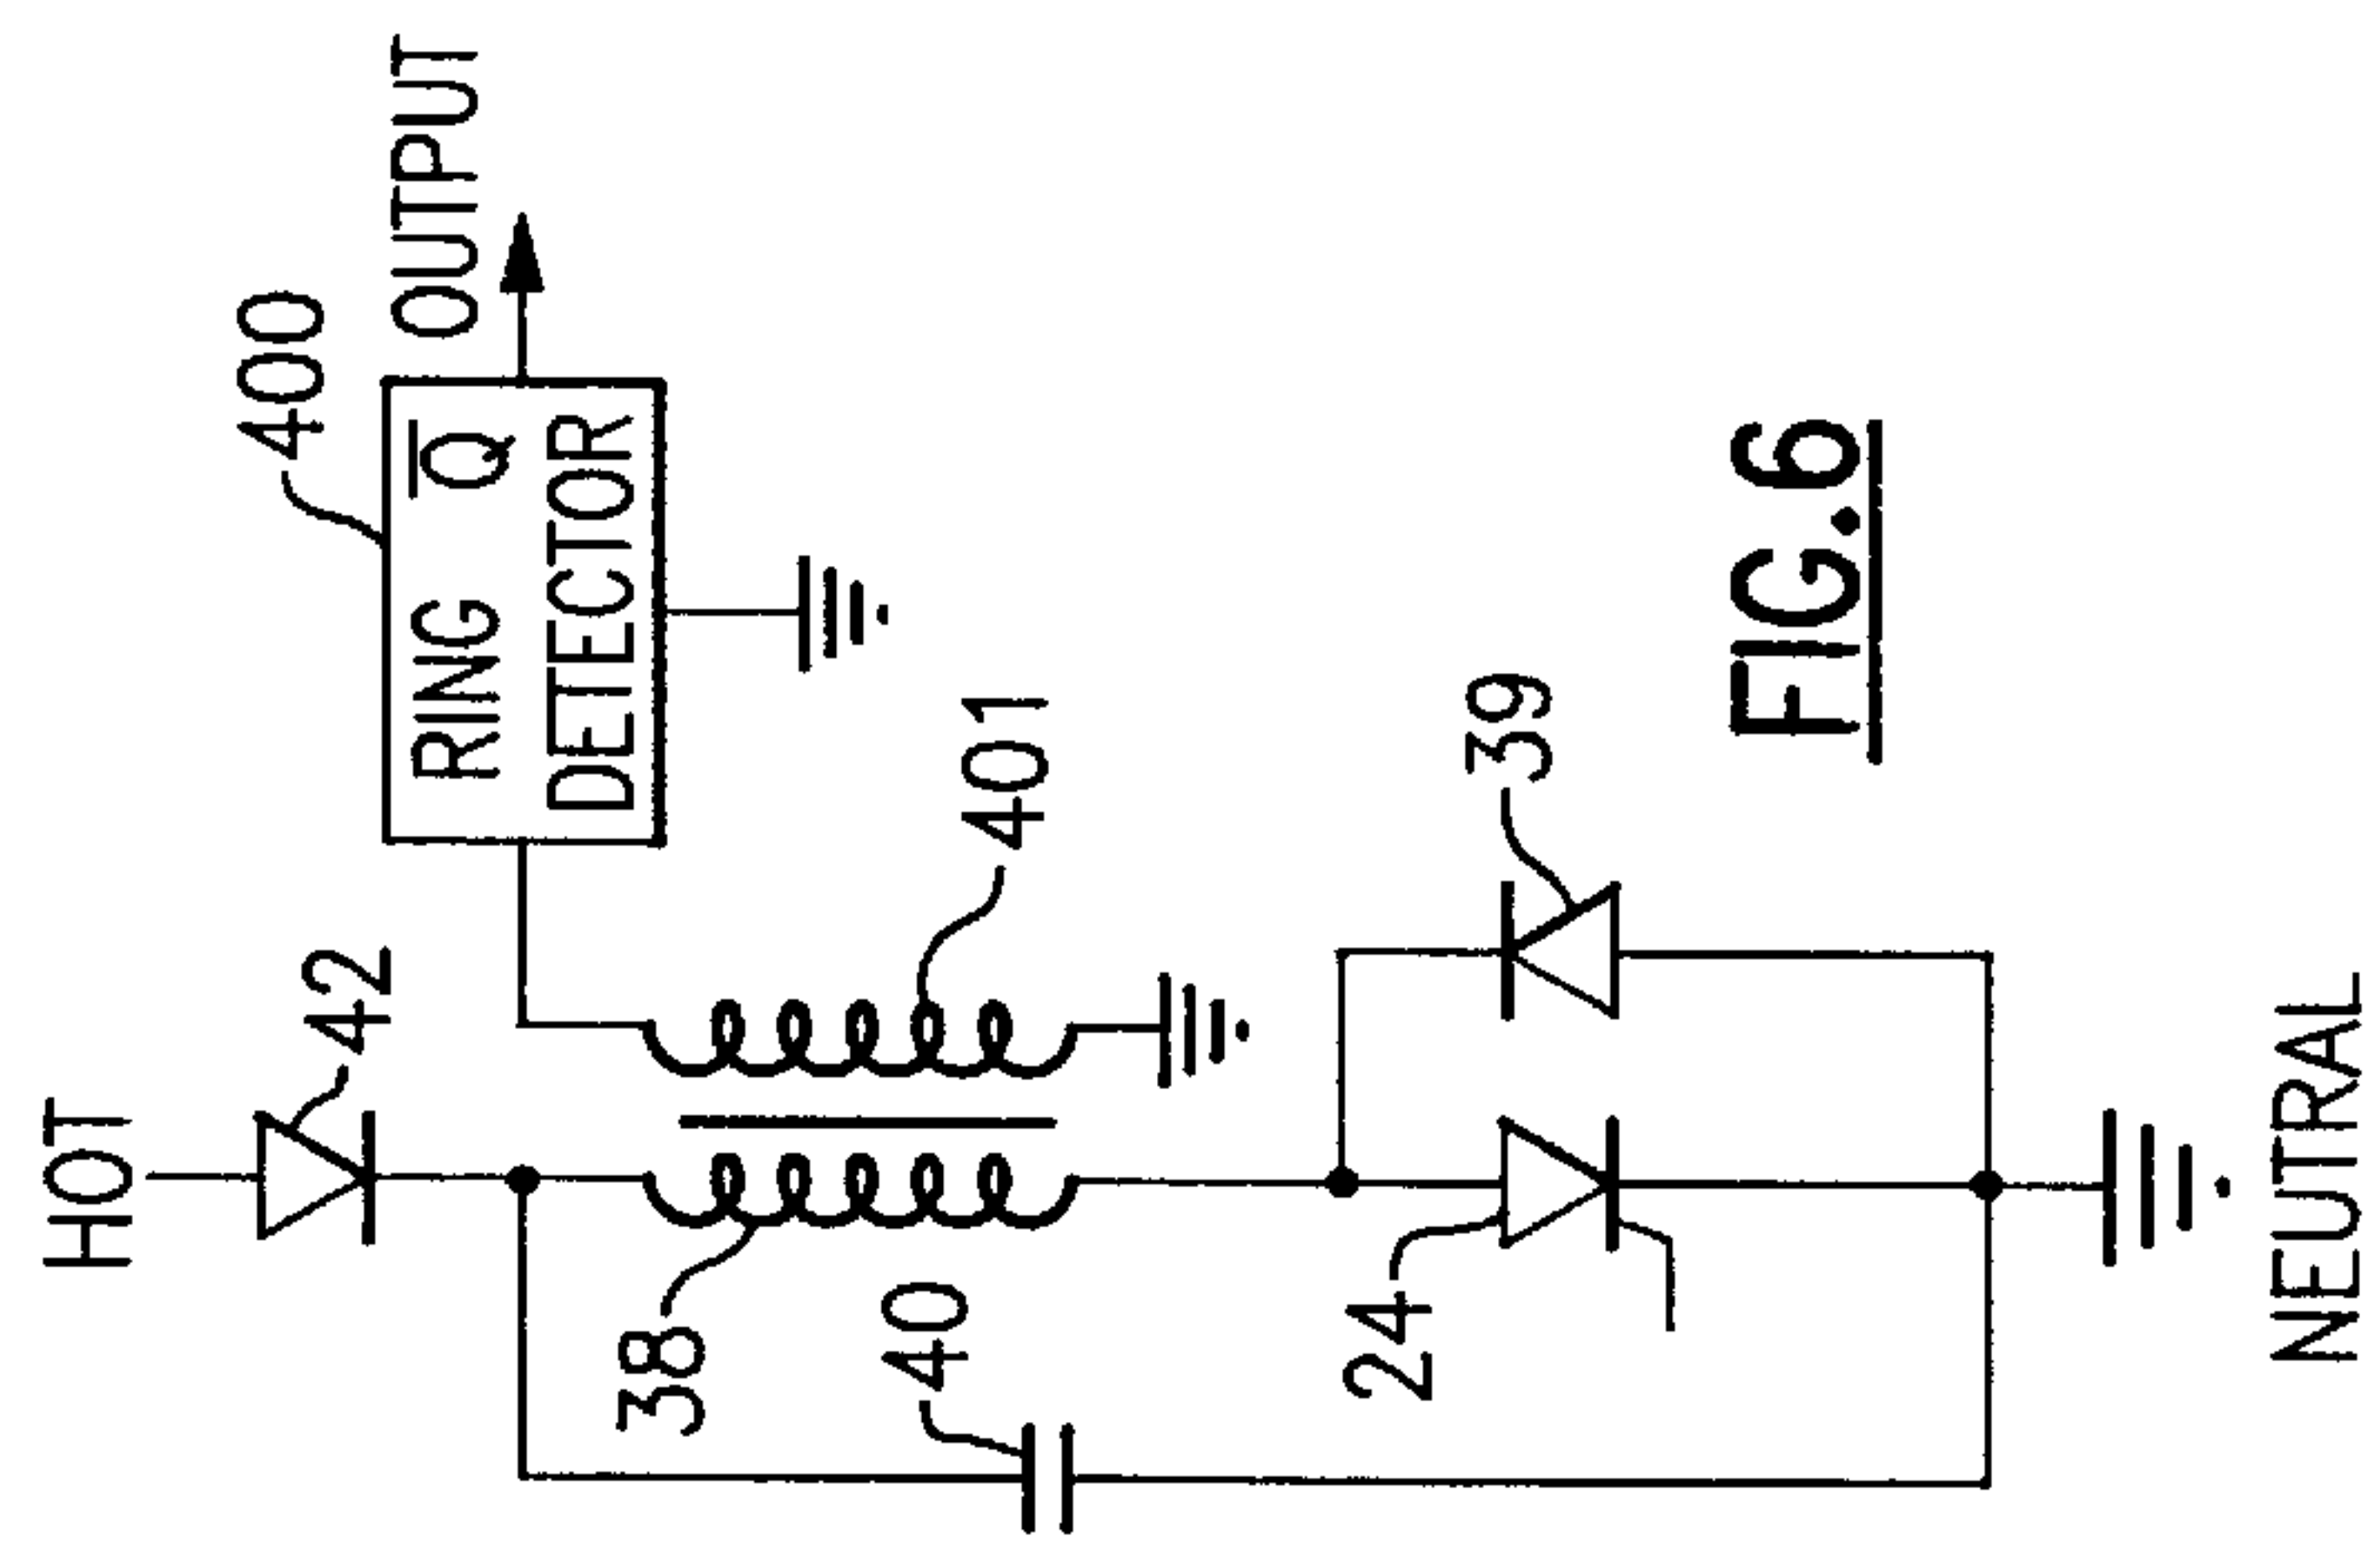 HOT
42
400
OUTPUT
RING Q̅
DETECTOR
38
40
401
24
39
FIG.6
NEUTRAL